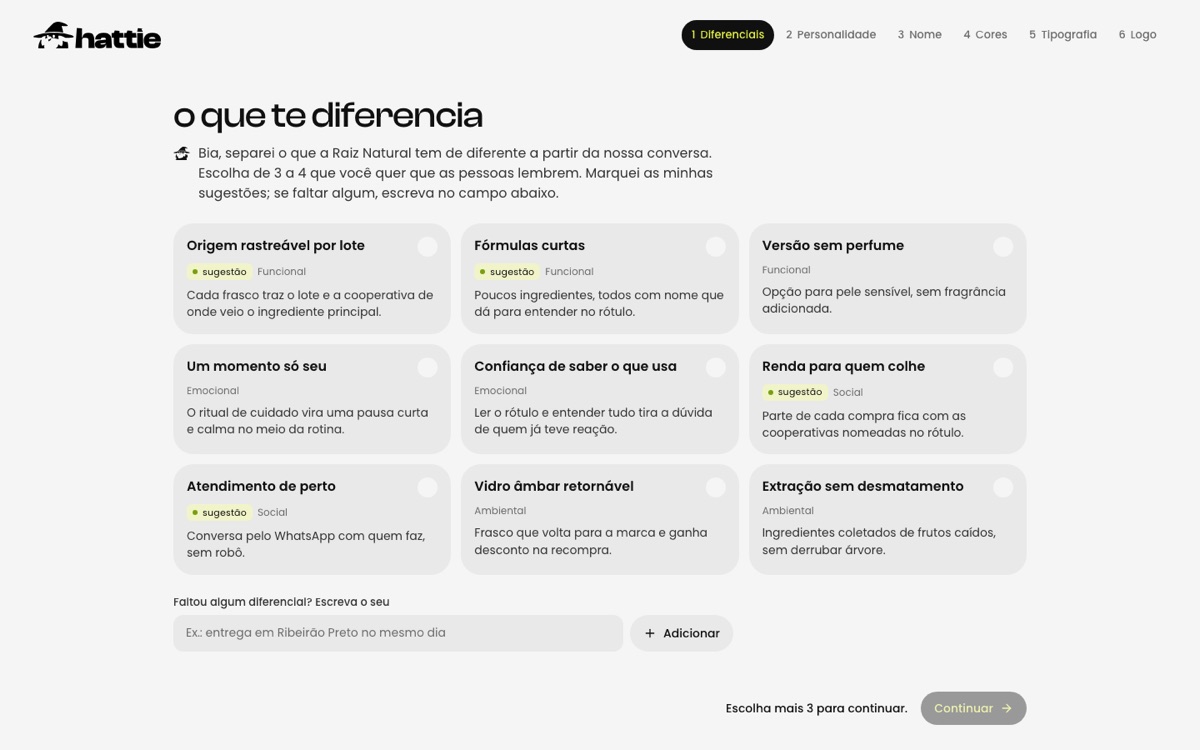 hattie
1 Diferenciais
2 Personalidade
3 Nome
4 Cores
5 Tipografia
6 Logo
o que te diferencia
Bia, separei o que a Raiz Natural tem de diferente a partir da nossa conversa.
Escolha de 3 a 4 que você quer que as pessoas lembrem. Marquei as minhas
sugestões; se faltar algum, escreva no campo abaixo.
Origem rastreável por lote
sugestão Funcional
Cada frasco traz o lote e a cooperativa de
onde veio o ingrediente principal.
Fórmulas curtas
sugestão Funcional
Poucos ingredientes, todos com nome que
dá para entender no rótulo.
Versão sem perfume
Funcional
Opção para pele sensível, sem fragrância
adicionada.
Um momento só seu
Emocional
O ritual de cuidado vira uma pausa curta
e calma no meio da rotina.
Confiança de saber o que usa
Emocional
Ler o rótulo e entender tudo tira a dúvida
de quem já teve reação.
Renda para quem colhe
sugestão Social
Parte de cada compra fica com as
cooperativas nomeadas no rótulo.
Atendimento de perto
sugestão Social
Conversa pelo WhatsApp com quem faz,
sem robô.
Vidro âmbar retornável
Ambiental
Frasco que volta para a marca e ganha
desconto na recompra.
Extração sem desmatamento
Ambiental
Ingredientes coletados de frutos caídos,
sem derrubar árvore.
Faltou algum diferencial? Escreva o seu
Ex.: entrega em Ribeirão Preto no mesmo dia
+ Adicionar
Escolha mais 3 para continuar.
Continuar →